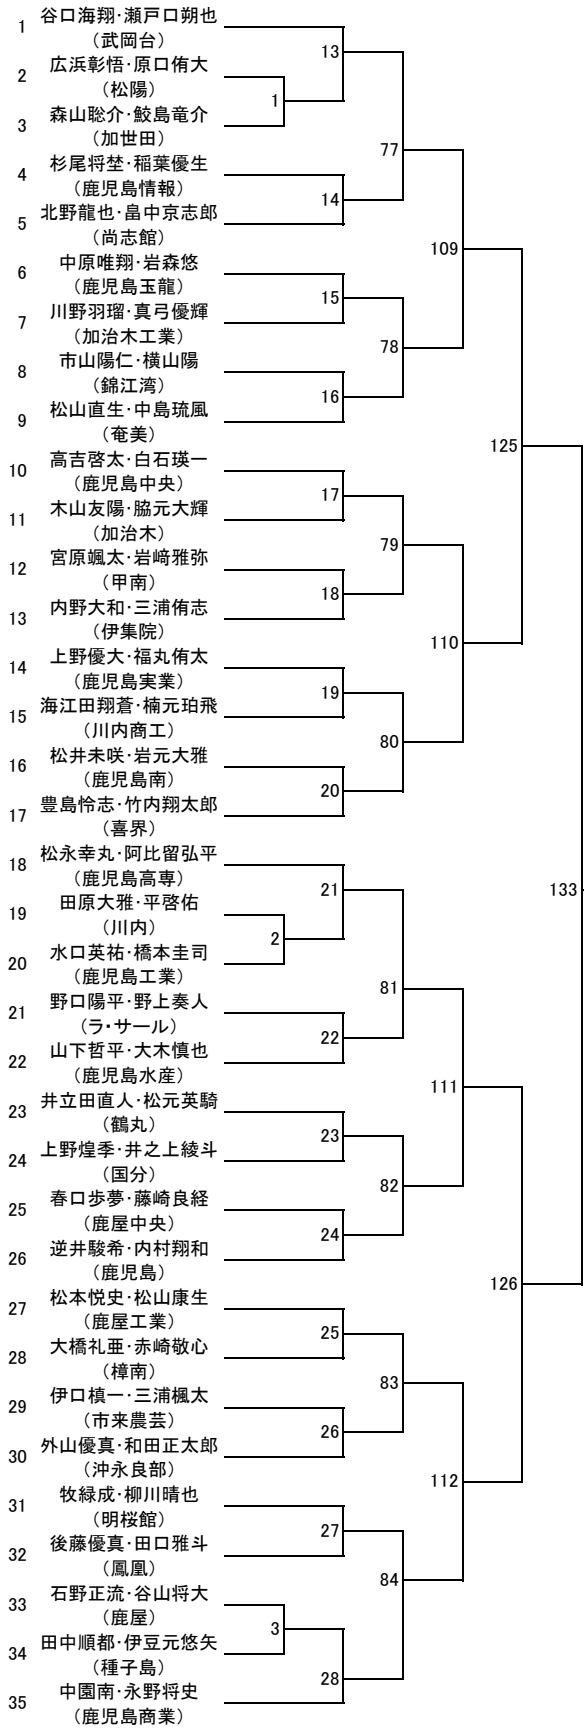 谷口海翔・瀬戸口朔也
1
（武岡台）
13
広浜彰悟・原口侑大
2
（松陽）
1
森山聡介・鮫島竜介
3
（加世田）
77
杉尾将埜・稲葉優生
4
（鹿児島情報）
14
北野龍也・畠中京志郎
5
（尚志館）
109
中原唯翔・岩森悠
6
（鹿児島玉龍）
15
川野羽瑠・真弓優輝
7
（加治木工業）
78
市山陽仁・横山陽
8
（錦江湾）
16
松山直生・中島琉風
9
（奄美）
125
高吉啓太・白石瑛一
10
（鹿児島中央）
17
木山友陽・脇元大輝
11
（加治木）
79
宮原颯太・岩﨑雅弥
12
（甲南）
18
内野大和・三浦侑志
13
（伊集院）
110
上野優大・福丸侑太
14
（鹿児島実業）
19
海江田翔蒼・楠元珀飛
15
（川内商工）
80
松井未咲・岩元大雅
16
（鹿児島南）
20
豊島怜志・竹内翔太郎
17
（喜界）
松永幸丸・阿比留弘平
18
（鹿児島高専）
21
133
田原大雅・平啓佑
19
（川内）
2
水口英祐・橋本圭司
20
（鹿児島工業）
81
野口陽平・野上奏人
21
（ラ・サール）
22
山下哲平・大木慎也
22
（鹿児島水産）
111
井立田直人・松元英騎
23
（鶴丸）
23
上野煌季・井之上綾斗
24
（国分）
82
春口歩夢・藤崎良経
25
（鹿屋中央）
24
逆井駿希・内村翔和
26
（鹿児島）
126
松本悦史・松山康生
27
（鹿屋工業）
25
大橋礼亜・赤崎敬心
28
（樟南）
83
伊口槙一・三浦楓太
29
（市来農芸）
26
外山優真・和田正太郎
30
（沖永良部）
112
牧緑成・柳川晴也
31
（明桜館）
27
後藤優真・田口雅斗
32
（鳳凰）
84
石野正流・谷山将大
33
（鹿屋）
3
田中順都・伊豆元悠矢
34
（種子島）
28
中園南・永野将史
35
（鹿児島商業）